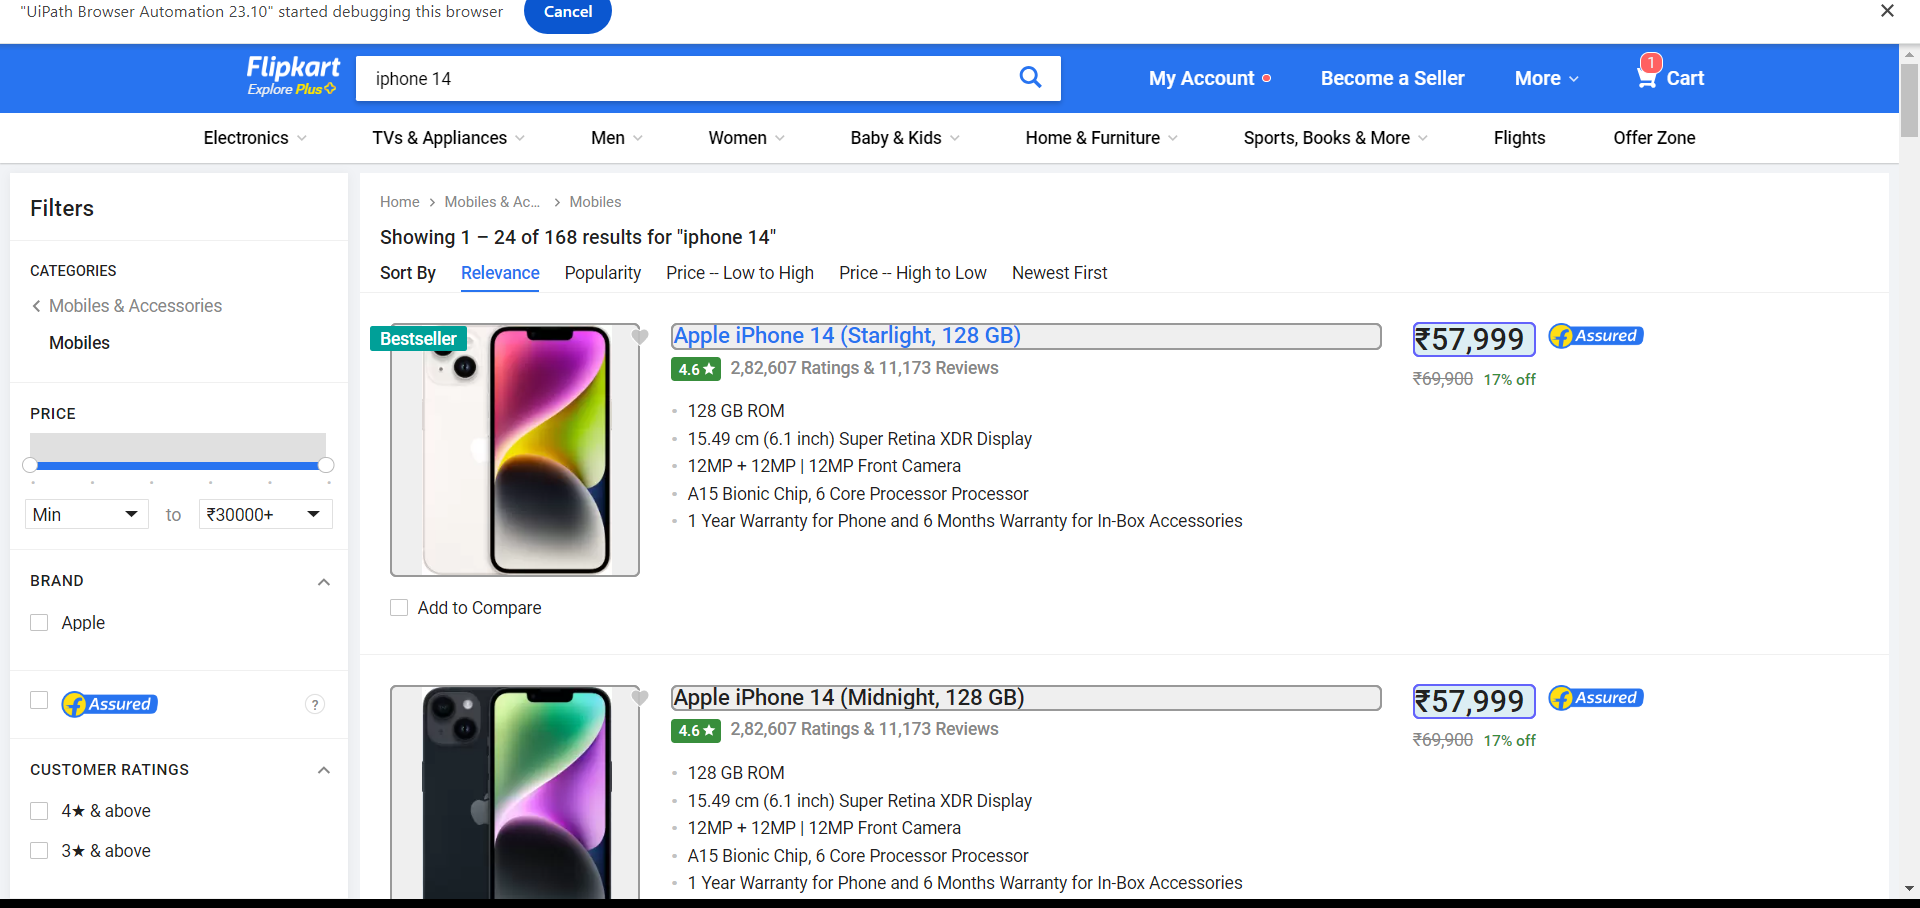 "UiPath Browser Automation 23.10" started debugging this browser
Cancel
Flipkart
Explore Plus
iphone 14
My Account
Become a Seller
More
1
Cart
Electronics
TVs & Appliances
Men
Women
Baby & Kids
Home & Furniture
Sports, Books & More
Flights
Offer Zone
Filters
CATEGORIES
Mobiles & Accessories
Mobiles
PRICE
Min
to
₹30000+
BRAND
Apple
f Assured
?
CUSTOMER RATINGS
4★ & above
3★ & above
Home
Mobiles & Ac...
Mobiles
Showing 1 – 24 of 168 results for "iphone 14"
Sort By
Relevance
Popularity
Price -- Low to High
Price -- High to Low
Newest First
Bestseller
Apple iPhone 14 (Starlight, 128 GB)
4.6★ 2,82,607 Ratings & 11,173 Reviews
128 GB ROM
15.49 cm (6.1 inch) Super Retina XDR Display
12MP + 12MP | 12MP Front Camera
A15 Bionic Chip, 6 Core Processor Processor
1 Year Warranty for Phone and 6 Months Warranty for In-Box Accessories
₹57,999
f Assured
₹69,900 17% off
Add to Compare
Apple iPhone 14 (Midnight, 128 GB)
4.6★ 2,82,607 Ratings & 11,173 Reviews
128 GB ROM
15.49 cm (6.1 inch) Super Retina XDR Display
12MP + 12MP | 12MP Front Camera
A15 Bionic Chip, 6 Core Processor Processor
1 Year Warranty for Phone and 6 Months Warranty for In-Box Accessories
₹57,999
f Assured
₹69,900 17% off